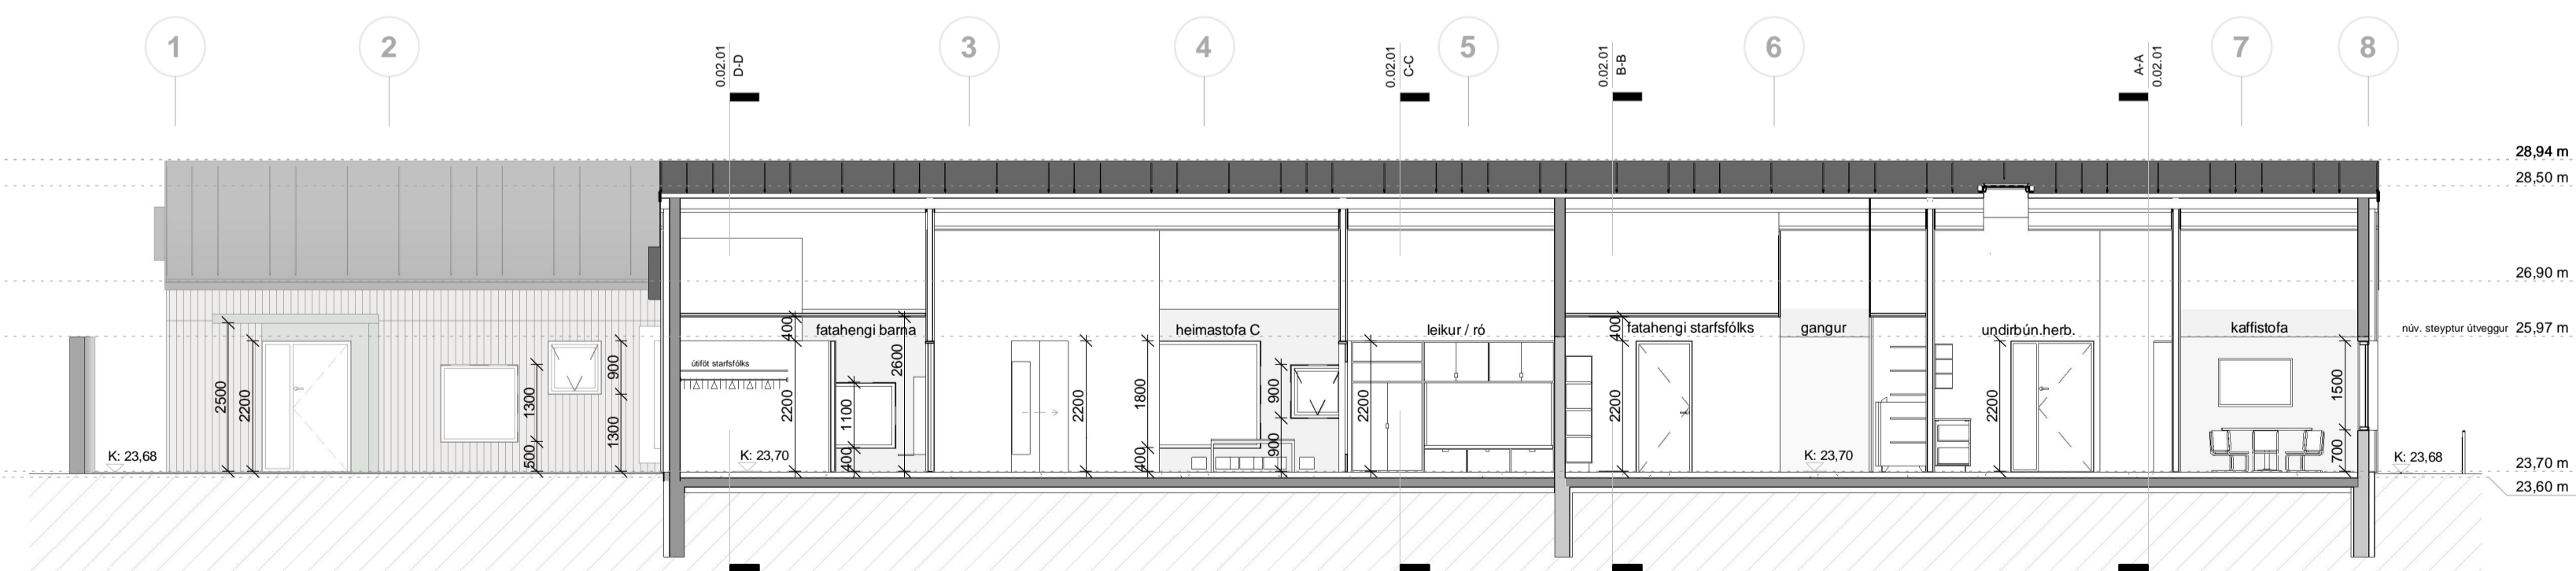 1
2
3
4
5
6
7
8
0.02.01
D-D
0.02.01
C-C
0.02.01
B-B
A-A
0.02.01
28,94 m
28,50 m
26,90 m
núv. steyptur útveggur 25,97 m
23,70 m
23,60 m
fatahengi barna
heimastofa C
leikur / ró
fatahengi starfsfólks
gangur
undirbún.herb.
kaffistofa
útiföt starfsfólks
K: 23,68
2500
2200
500
1300
1300
900
K: 23,70
2200
400
400
1100
2600
2200
400
1800
900
900
2200
2200
400
K: 23,70
2200
700
1500
K: 23,68